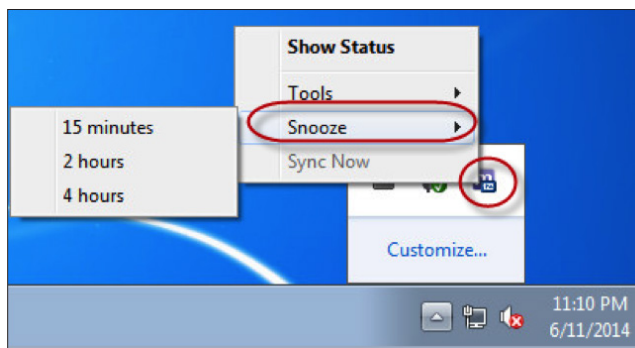 Show Status
Tools
Snooze
Sync Now
15 minutes
2 hours
4 hours
Customize...
11:10 PM
6/11/2014